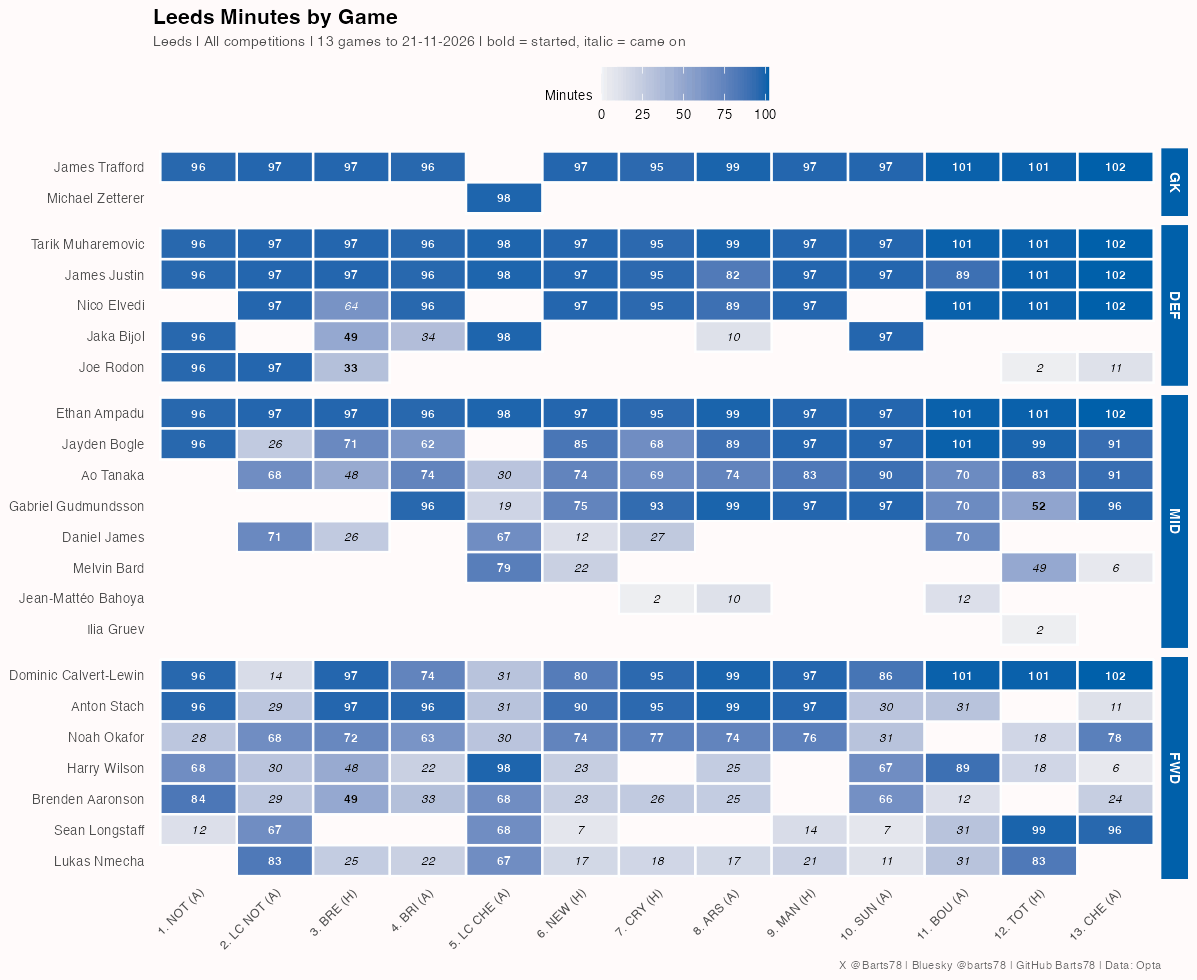 Leeds Minutes by Game
Leeds | All competitions | 13 games to 21-11-2026 | bold = started, italic = came on
Minutes
0 25 50 75 100
James Trafford 96 97 97 96 97 95 99 97 97 101 101 102
Michael Zetterer 98
GK
Tarik Muharemovic 96 97 97 96 98 97 95 99 97 97 101 101 102
James Justin 96 97 97 96 98 97 95 82 97 97 89 101 102
Nico Elvedi 97 64 96 97 95 89 97 101 101 102
Jaka Bijol 96 49 34 98 10 97
Joe Rodon 96 97 33 2 11
DEF
Ethan Ampadu 96 97 97 96 98 97 95 99 97 97 101 101 102
Jayden Bogle 96 26 71 62 85 68 89 97 97 101 99 91
Ao Tanaka 68 48 74 30 74 69 74 83 90 70 83 91
Gabriel Gudmundsson 96 19 75 93 99 97 97 70 52 96
Daniel James 71 26 67 12 27 70
Melvin Bard 79 22 49 6
Jean-Mattéo Bahoya 2 10 12
Ilia Gruev 2
MID
Dominic Calvert-Lewin 96 14 97 74 31 80 95 99 97 86 101 101 102
Anton Stach 96 29 97 96 31 90 95 99 97 30 31 11
Noah Okafor 28 68 72 63 30 74 77 74 76 31 18 78
Harry Wilson 68 30 48 22 98 23 25 67 89 18 6
Brenden Aaronson 84 29 49 33 68 23 26 25 66 12 24
Sean Longstaff 12 67 68 7 14 7 31 99 96
Lukas Nmecha 83 25 22 67 17 18 17 21 11 31 83
FWD
1. NOT (A)
2. LC NOT (A)
3. BRE (H)
4. BRI (A)
5. LC CHE (A)
6. NEW (H)
7. CRY (H)
8. ARS (A)
9. MAN (H)
10. SUN (A)
11. BOU (A)
12. TOT (H)
13. CHE (A)
X @Barts78 | Bluesky @barts78 | GitHub Barts78 | Data: Opta